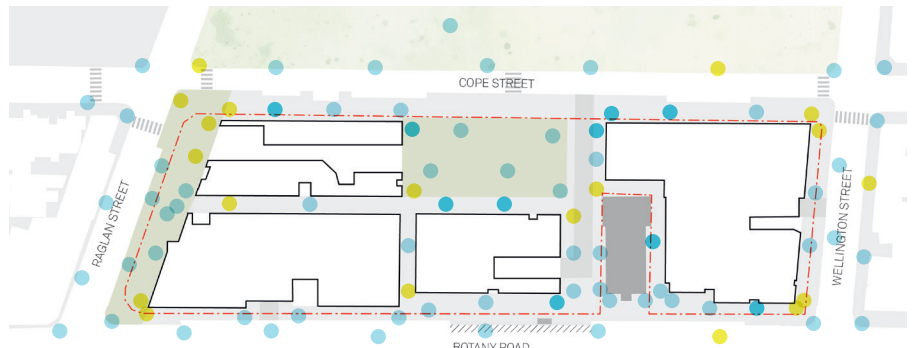 COPE STREET
RAGLAN STREET
WELLINGTON STREET
BOTANY ROAD